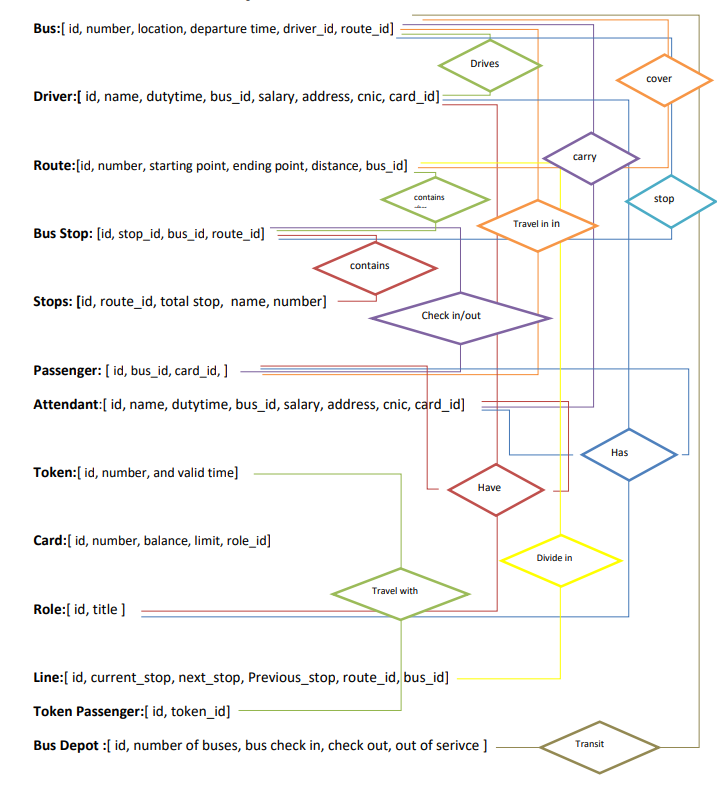 Bus:[ id, number, location, departure time, driver_id, route_id]
Drives
cover
Driver:[ id, name, dutytime, bus_id, salary, address, cnic, card_id]
carry
Route:[id, number, starting point, ending point, distance, bus_id]
contains
stop
Travel in in
Bus Stop: [id, stop_id, bus_id, route_id]
contains
Stops: [id, route_id, total stop, name, number]
Check in/out
Passenger: [ id, bus_id, card_id, ]
Attendant:[ id, name, dutytime, bus_id, salary, address, cnic, card_id]
Has
Token:[ id, number, and valid time]
Have
Card:[ id, number, balance, limit, role_id]
Divide in
Travel with
Role:[ id, title ]
Line:[ id, current_stop, next_stop, Previous_stop, route_id, bus_id]
Token Passenger:[ id, token_id]
Bus Depot :[ id, number of buses, bus check in, check out, out of serivce ]
Transit